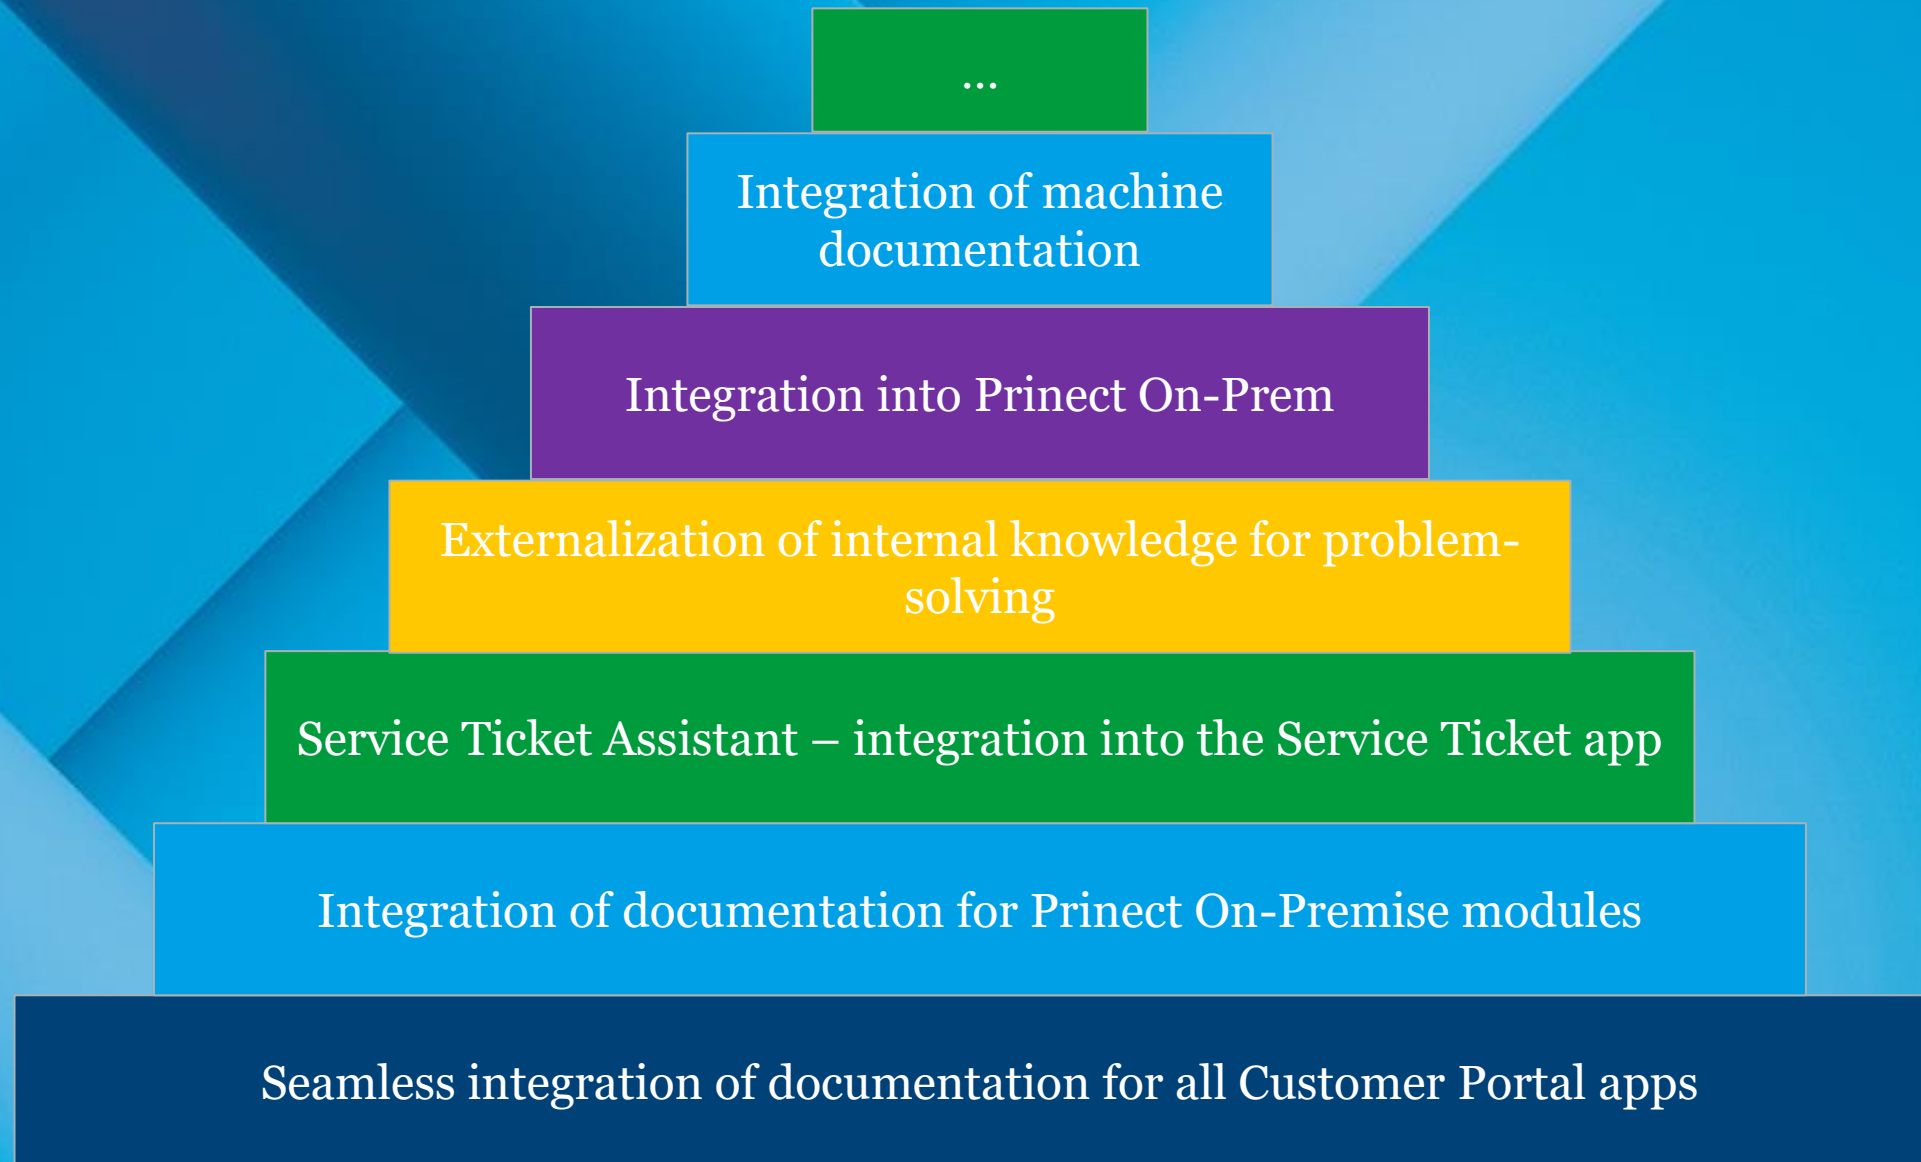 ...
Integration of machine
documentation
Integration into Prinect On-Prem
Externalization of internal knowledge for problem-
solving
Service Ticket Assistant – integration into the Service Ticket app
Integration of documentation for Prinect On-Premise modules
Seamless integration of documentation for all Customer Portal apps